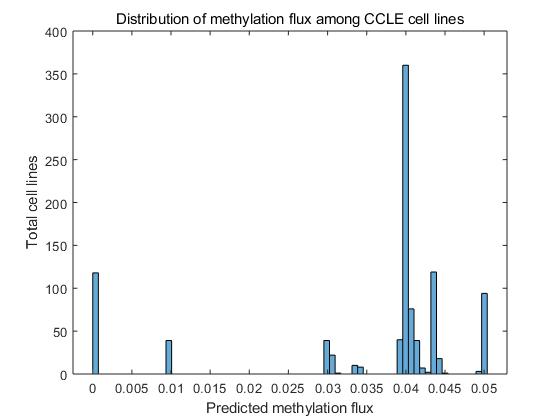 Distribution of methylation flux among CCLE cell lines
400
350
300
250
200
150
100
50
0
Total cell lines
0 0.005 0.01 0.015 0.02 0.025 0.03 0.035 0.04 0.045 0.05
Predicted methylation flux